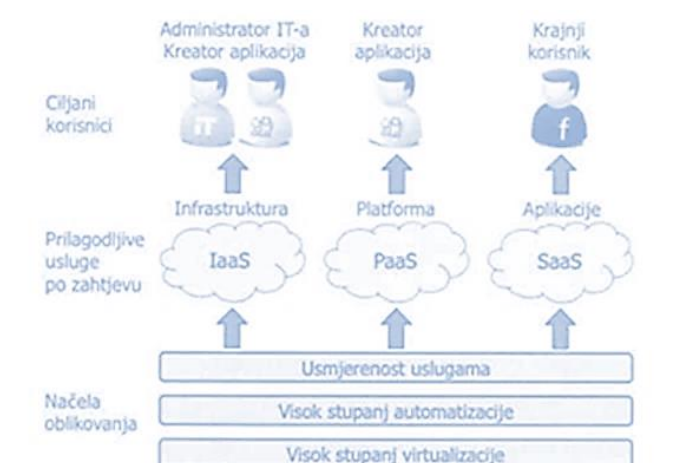 Administrator IT-a
Kreator aplikacija
Kreator
aplikacija
Krajnji
korisnik
Ciljani
korisnici
IT
f
Infrastruktura
Platforma
Aplikacije
Prilagodljive
usluge
po zahtjevu
IaaS
PaaS
SaaS
Usmjerenost uslugama
Načela
oblikovanja
Visok stupanj automatizacije
Visok stupanj virtualizacije